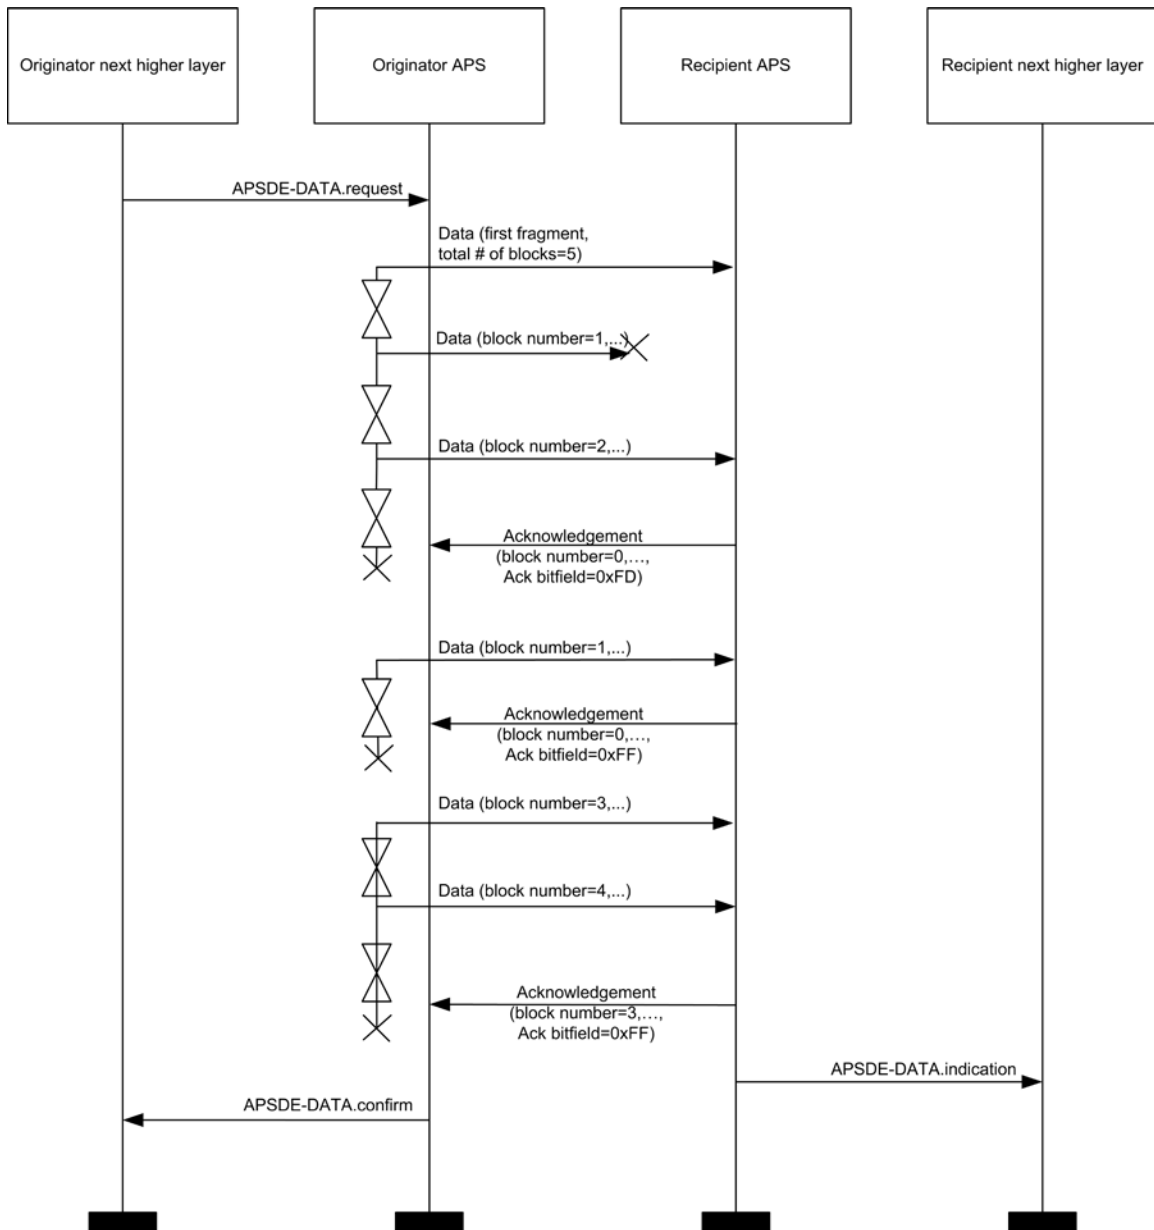 Originator next higher layer
Originator APS
Recipient APS
Recipient next higher layer
APSDE-DATA.request
Data (first fragment,
total # of blocks=5)
Data (block number=1,...)
Data (block number=2,...)
Acknowledgement
(block number=0,...,
Ack bitfield=0xFD)
Data (block number=1,...)
Acknowledgement
(block number=0,...,
Ack bitfield=0xFF)
Data (block number=3,...)
Data (block number=4,...)
Acknowledgement
(block number=3,...,
Ack bitfield=0xFF)
APSDE-DATA.indication
APSDE-DATA.confirm